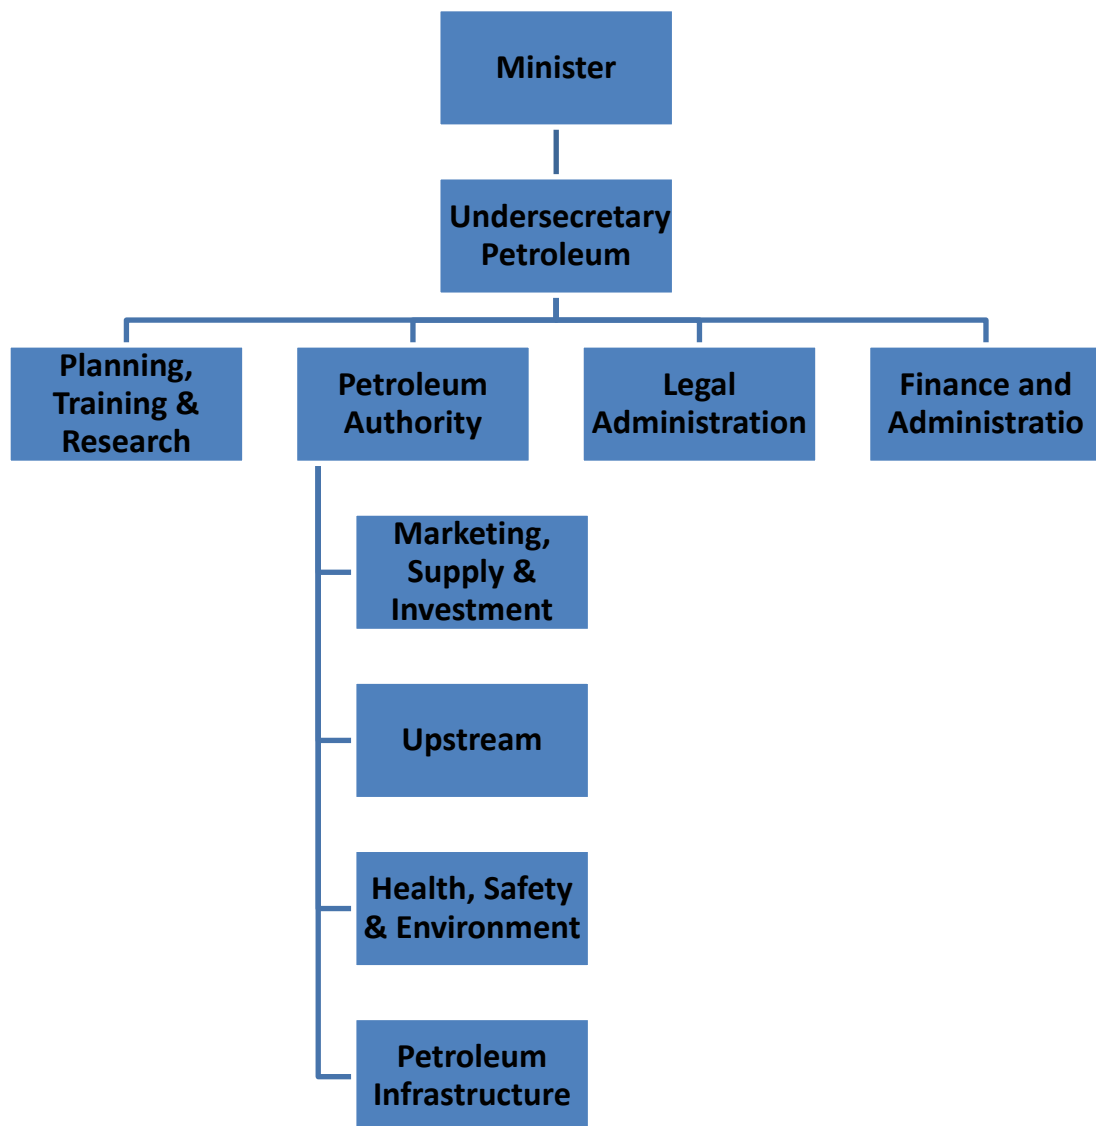 Minister
Undersecretary
Petroleum
Planning,
Training &
Research
Petroleum
Authority
Legal
Administration
Finance and
Administratio
Marketing,
Supply &
Investment
Upstream
Health, Safety
& Environment
Petroleum
Infrastructure